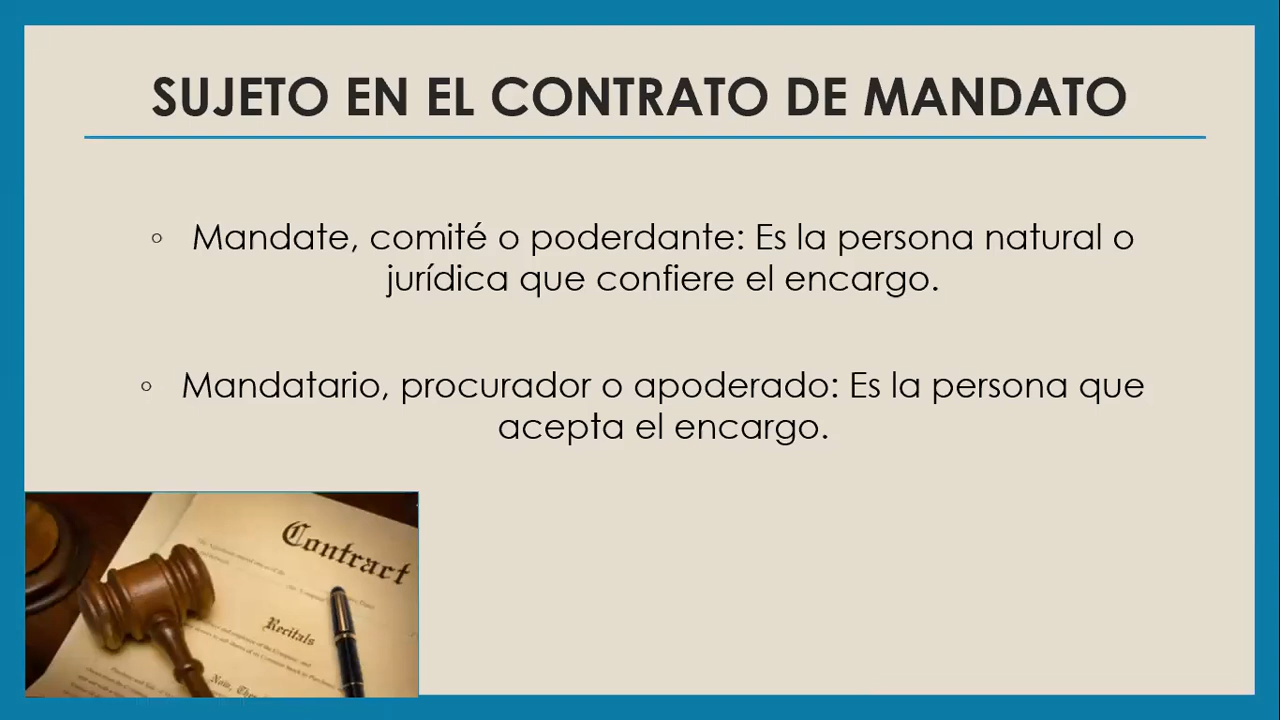 SUJETO EN EL CONTRATO DE MANDATO
◦ Mandate, comité o poderdante: Es la persona natural o
jurídica que confiere el encargo.
◦ Mandatario, procurador o apoderado: Es la persona que
acepta el encargo.
Contract
Recitals